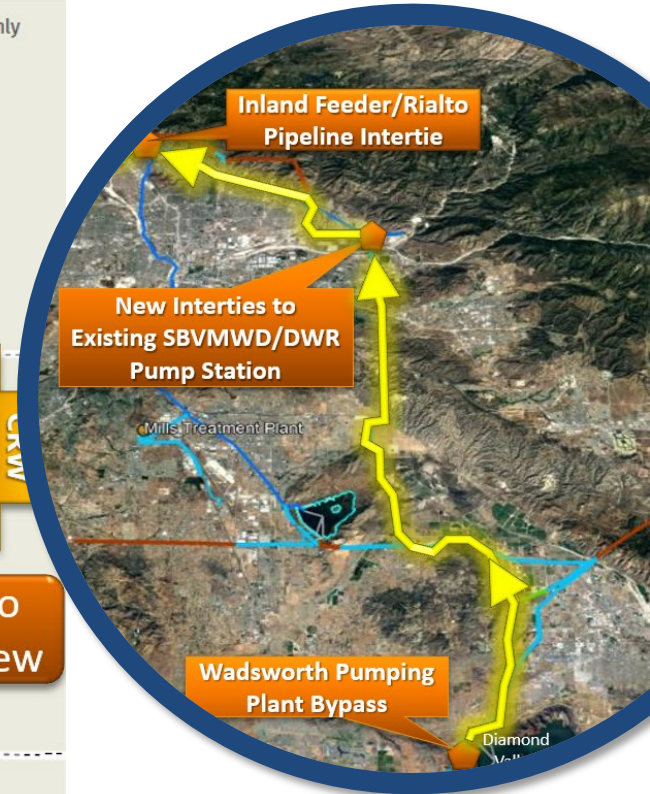 Inland Feeder/Rialto
Pipeline Intertie
New Interties to
Existing SBVMWD/DWR
Pump Station
Mills Treatment Plant
CRW
Wadsworth Pumping
Plant Bypass
Diamond